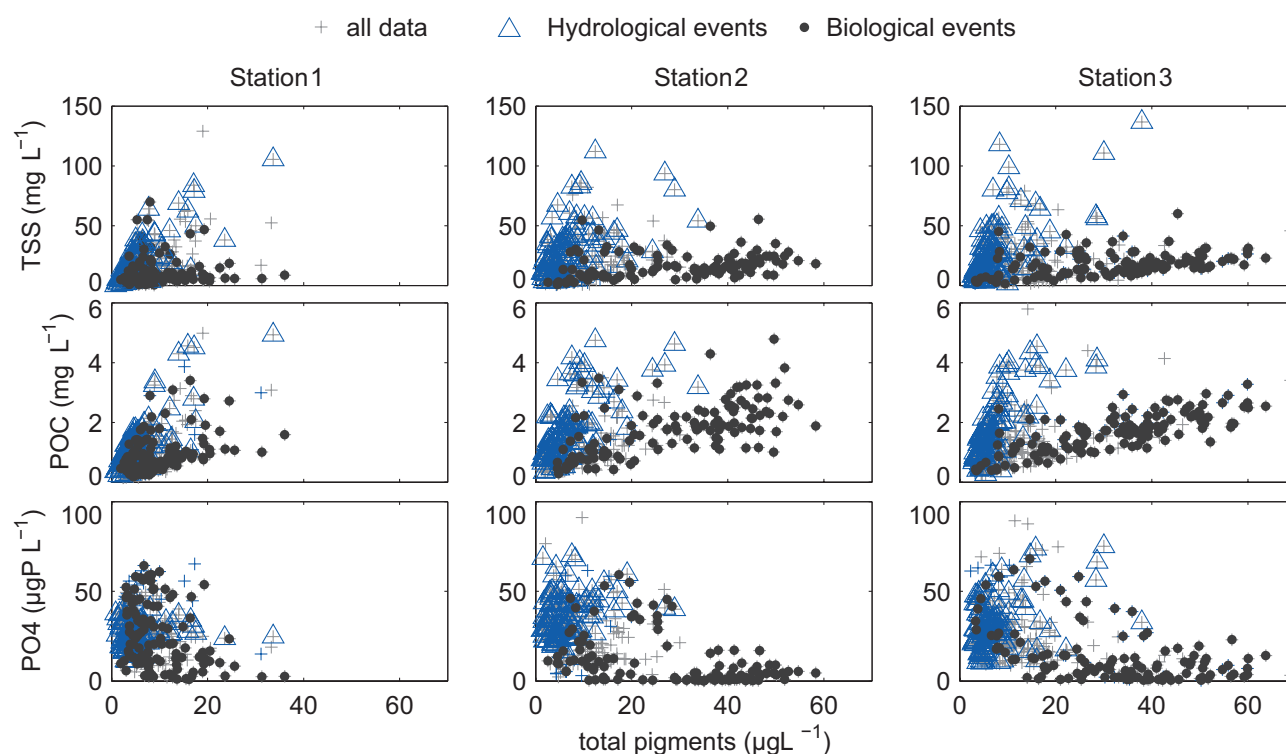 all data Hydrological events Biological events
Station1 Station2 Station3
TSS (mg L⁻¹)
150 100 50 0
150 100 50 0
150 100 50 0
POC (mg L⁻¹)
6 4 2 0
6 4 2 0
6 4 2 0
PO4 (µgP L⁻¹)
100 50 0
100 50 0
100 50 0
0 20 40 60
0 20 40 60
0 20 40 60
total pigments (µgL ⁻¹)